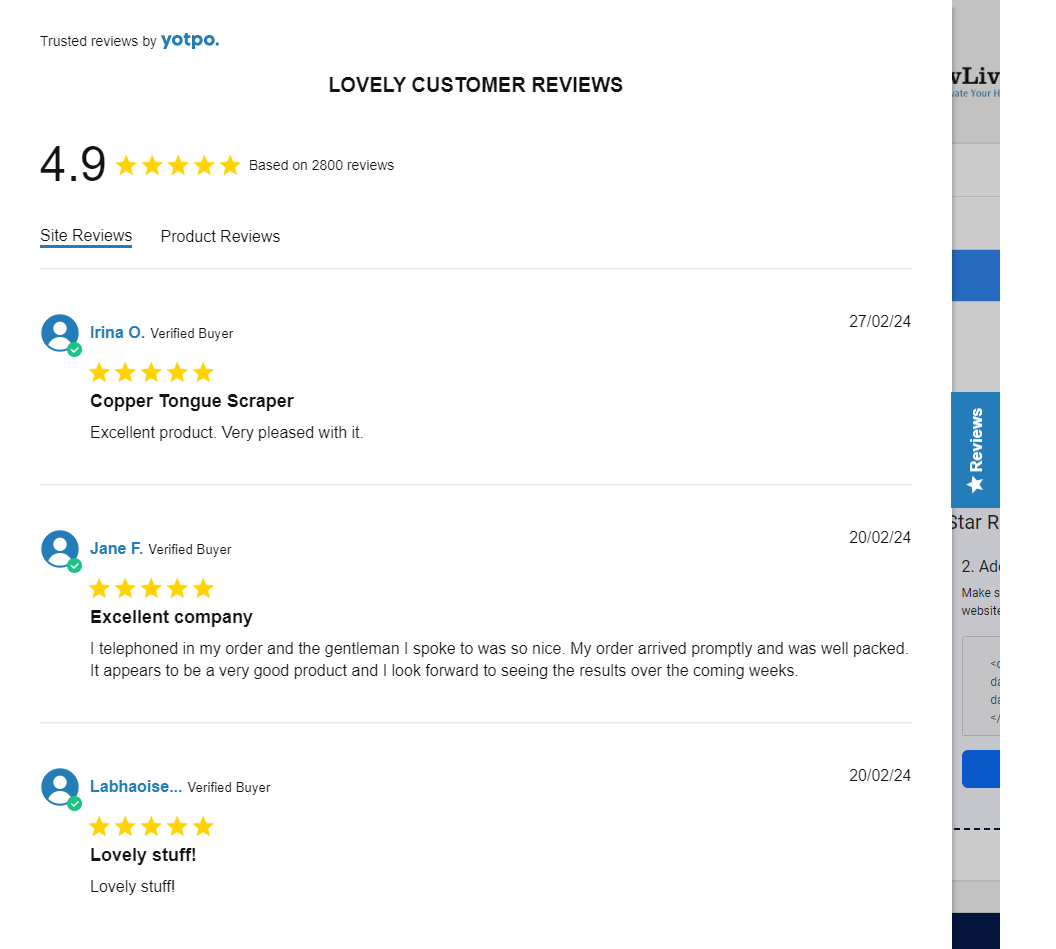 Trusted reviews by yotpo.
LOVELY CUSTOMER REVIEWS
4.9 Based on 2800 reviews
Site Reviews Product Reviews
Irina O. Verified Buyer 27/02/24
Copper Tongue Scraper
Excellent product. Very pleased with it.
Jane F. Verified Buyer 20/02/24
Excellent company
I telephoned in my order and the gentleman I spoke to was so nice. My order arrived promptly and was well packed.
It appears to be a very good product and I look forward to seeing the results over the coming weeks.
Labhaoise... Verified Buyer 20/02/24
Lovely stuff!
Lovely stuff!
vLiv
ate Your H
Reviews
Star R
2. Ad
Make s
website
</